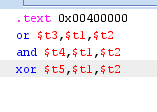 .text 0x00400000
or $t3,$t1,$t2
and $t4,$t1,$t2
xor $t5,$t1,$t2